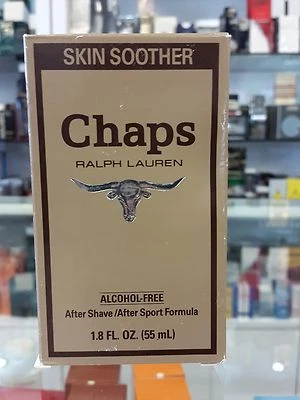 SKIN SOOTHER
Chaps
RALPH LAUREN
ALCOHOL-FREE
After Shave/After Sport Formula
1.8 FL. OZ. (55 mL)